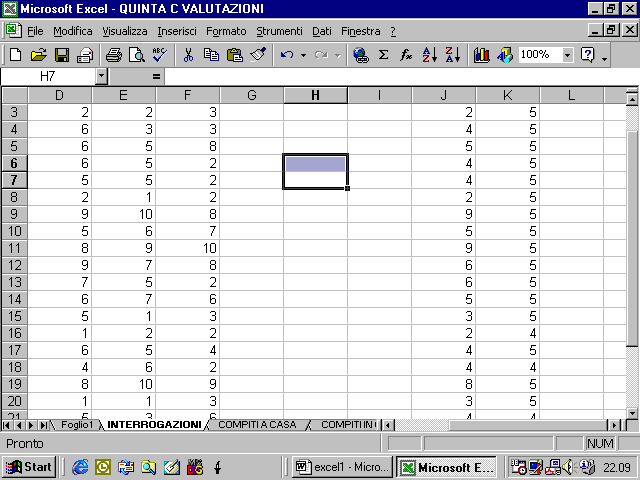 Microsoft Excel - QUINTA C VALUTAZIONI
File Modifica Visualizza Inserisci Formato Strumenti Dati Finestra ?
100%
H7 =
D E F G H I J K L
3 2 2 3 2 5
4 6 3 3 4 5
5 6 5 8 5 5
6 6 5 2 4 5
7 5 5 2 4 5
8 2 1 2 2 5
9 9 10 8 9 5
10 5 6 7 5 5
11 8 9 10 9 5
12 9 7 8 6 5
13 7 5 2 6 5
14 6 7 6 5 5
15 5 1 3 3 5
16 1 2 2 2 4
17 6 5 4 4 5
18 4 6 2 4 4
19 8 10 9 8 5
20 1 1 3 3 5
21 5 3 6 4 4
Foglio1 INTERROGAZIONI COMPITI A CASA COMPITI IN
Pronto NUM
Start excel1 - Micro... Microsoft E... 22.09